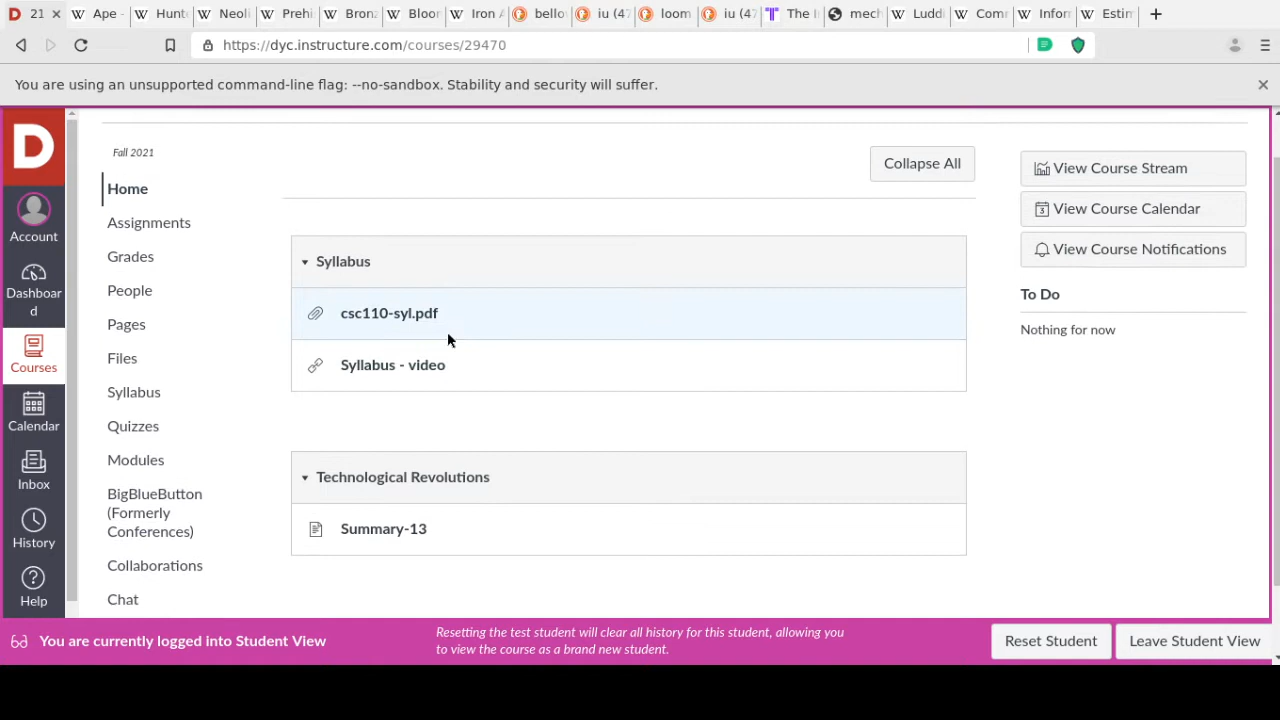 21
Ape -
Hunt
Neoli
Prehi
Bronz
Bloor
Iron A
bello
iu (47
loom
iu (47
The I
mech
Luddi
Com
Infor
Estin
https://dyc.instructure.com/courses/29470
You are using an unsupported command-line flag: --no-sandbox. Stability and security will suffer.
D
Account
Dashboar
d
Courses
Calendar
Inbox
History
Help
Fall 2021
Home
Assignments
Grades
People
Pages
Files
Syllabus
Quizzes
Modules
BigBlueButton
(Formerly
Conferences)
Collaborations
Chat
Collapse All
Syllabus
csc110-syl.pdf
Syllabus - video
Technological Revolutions
Summary-13
View Course Stream
3 View Course Calendar
View Course Notifications
To Do
Nothing for now
You are currently logged into Student View
Resetting the test student will clear all history for this student, allowing you
to view the course as a brand new student.
Reset Student
Leave Student View